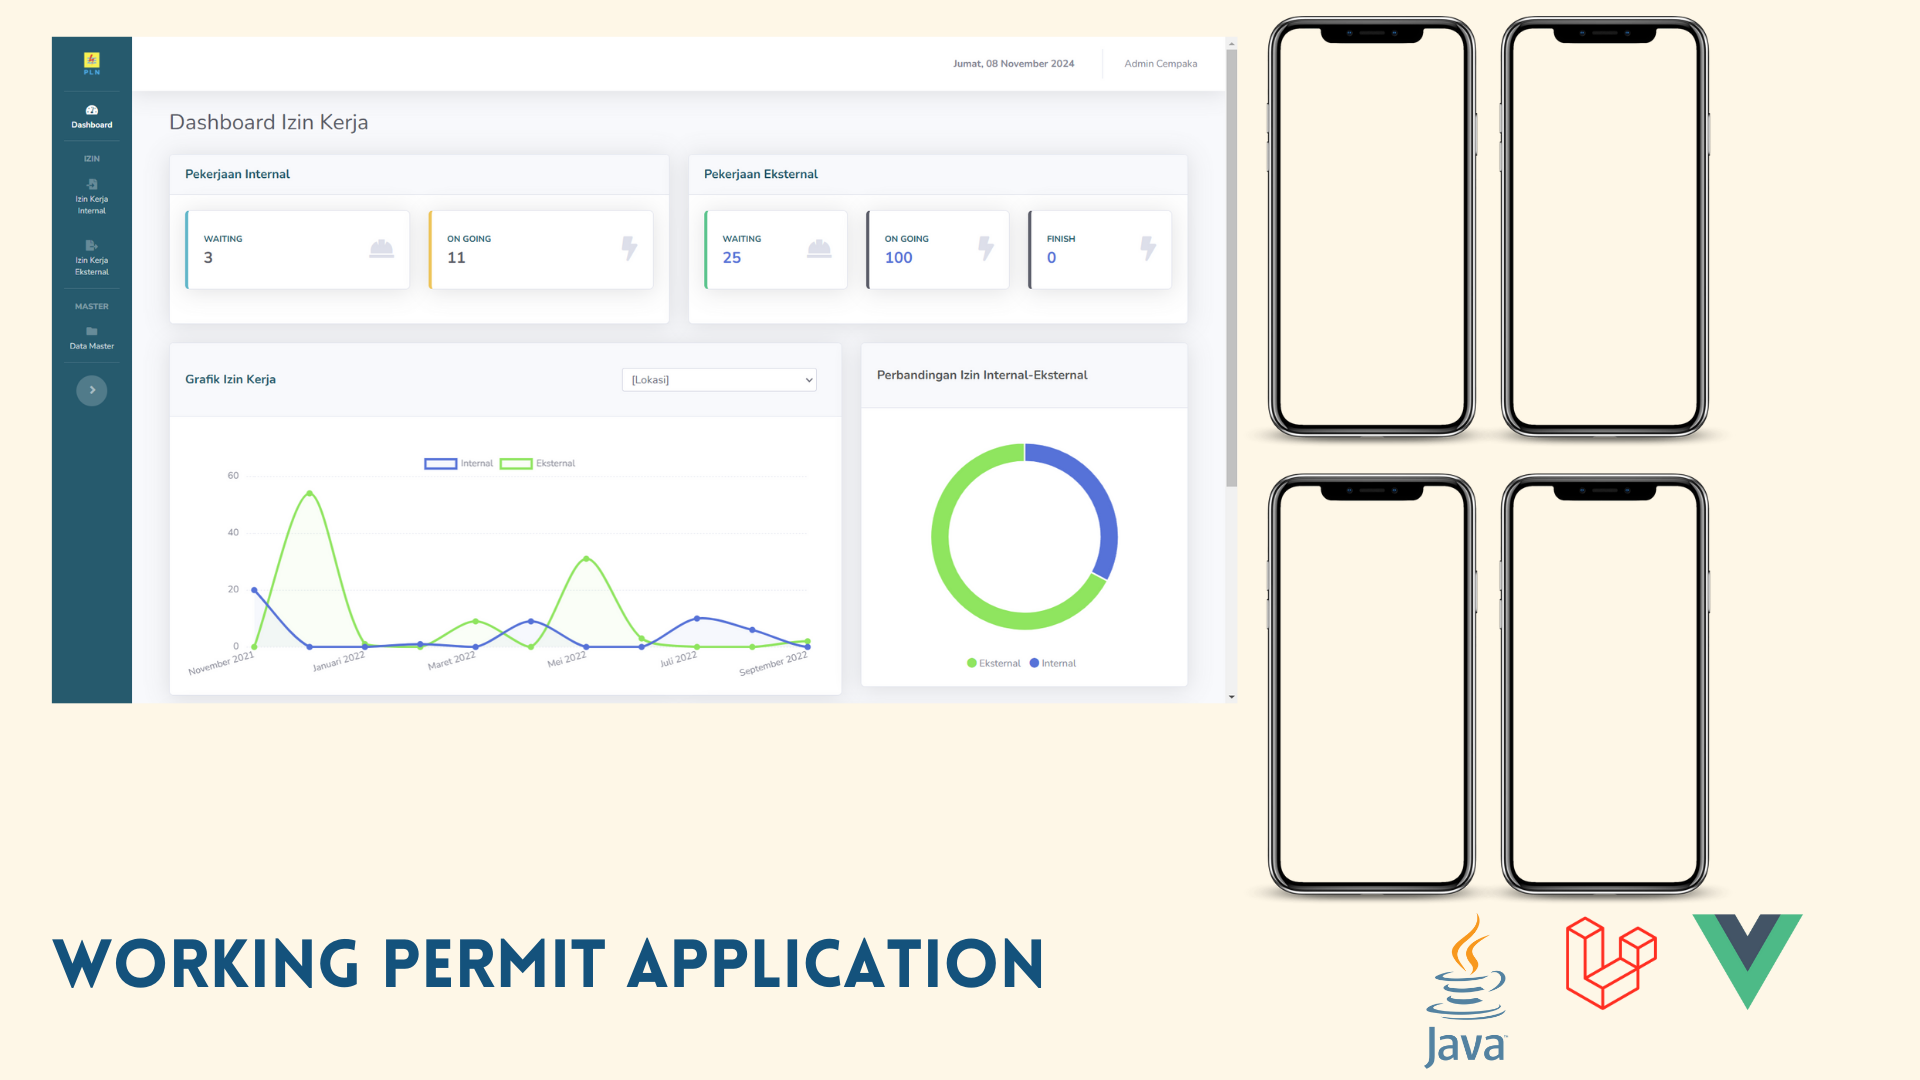 PLN
Jumat, 08 November 2024
Admin Cempaka
Dashboard
IZIN
Izin Kerja
Internal
Izin Kerja
Eksternal
MASTER
Data Master
Dashboard Izin Kerja
Pekerjaan Internal
WAITING
3
ON GOING
11
Pekerjaan Eksternal
WAITING
25
ON GOING
100
FINISH
0
Grafik Izin Kerja
[Lokasi]
Internal
Eksternal
60
40
20
0
November 2021
Januari 2022
Maret 2022
Mei 2022
Juli 2022
September 2022
Perbandingan Izin Internal-Eksternal
Eksternal
Internal
WORKING PERMIT APPLICATION
Java